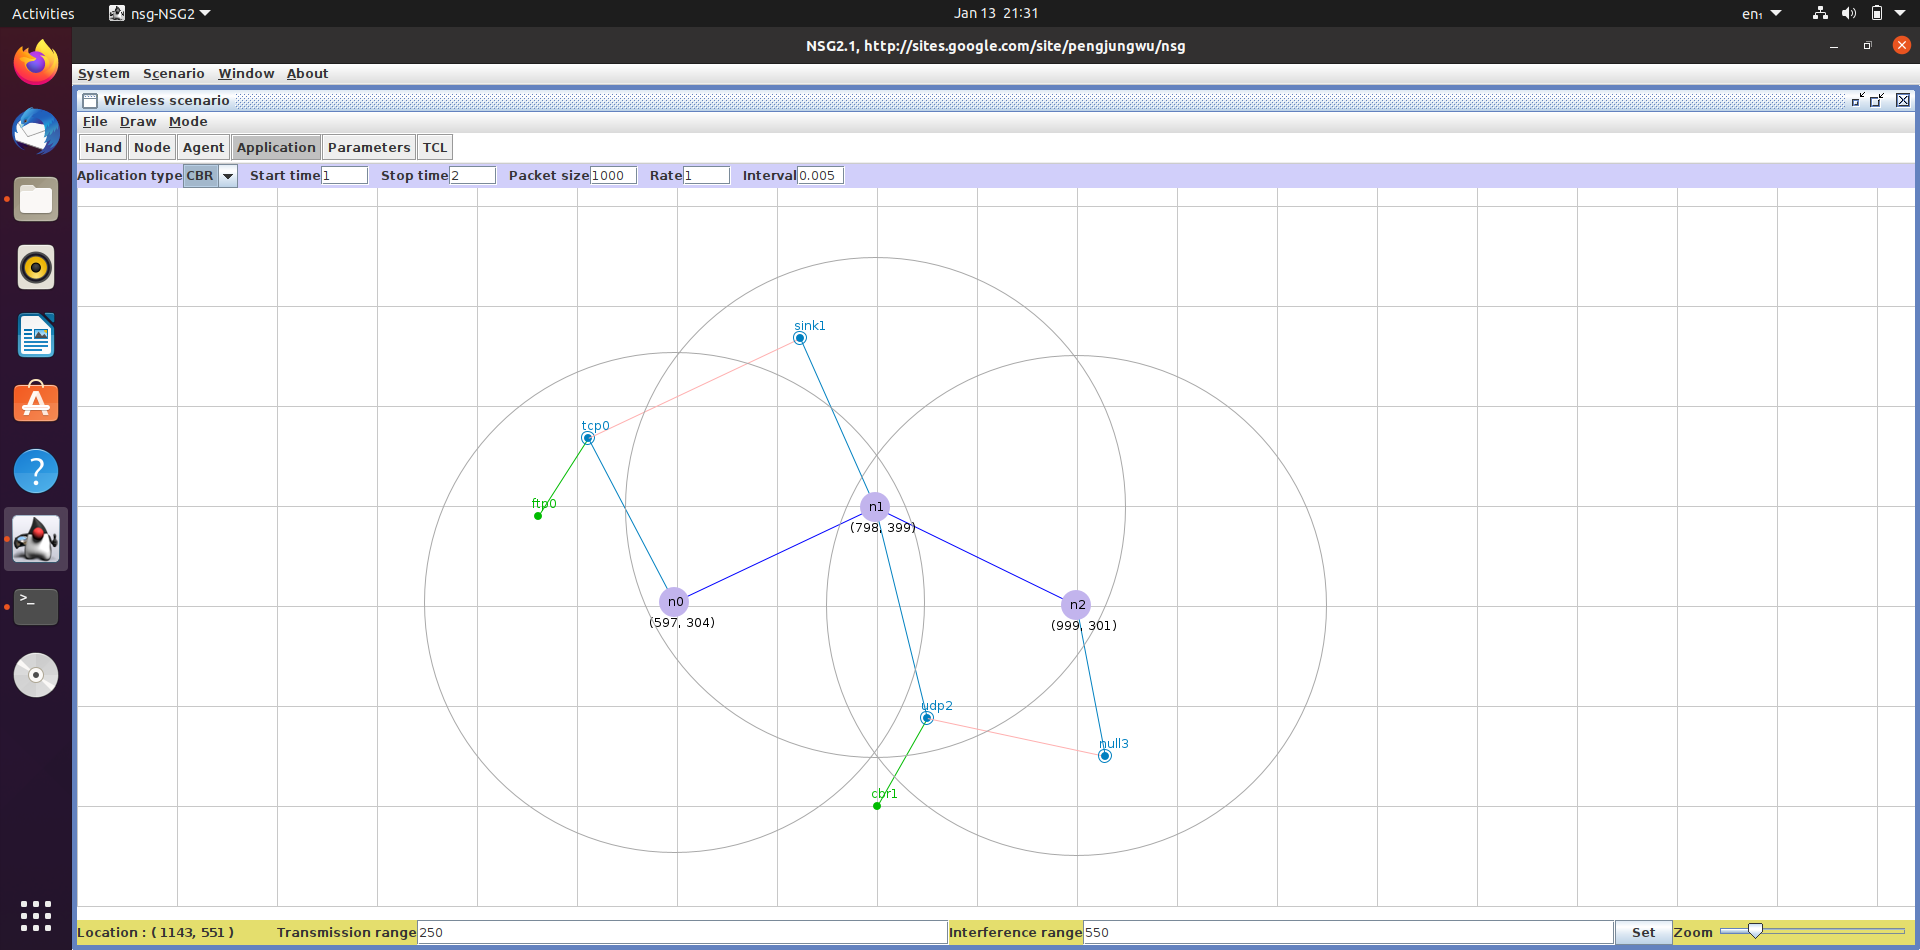 Activities nsg-NSG2 Jan 13 21:31 en₁
NSG2.1, http://sites.google.com/site/pengjungwu/nsg
System Scenario Window About
Wireless scenario
File Draw Mode
Hand Node Agent Application Parameters TCL
Aplication type CBR Start time 1 Stop time 2 Packet size 1000 Rate 1 Interval 0.005
sink1
tcp0
ftp0
n1
(798, 399)
n0
(597, 304)
n2
(999, 301)
udp2
null3
cbr1
Location : ( 1143, 551 ) Transmission range 250 Interference range 550 Set Zoom